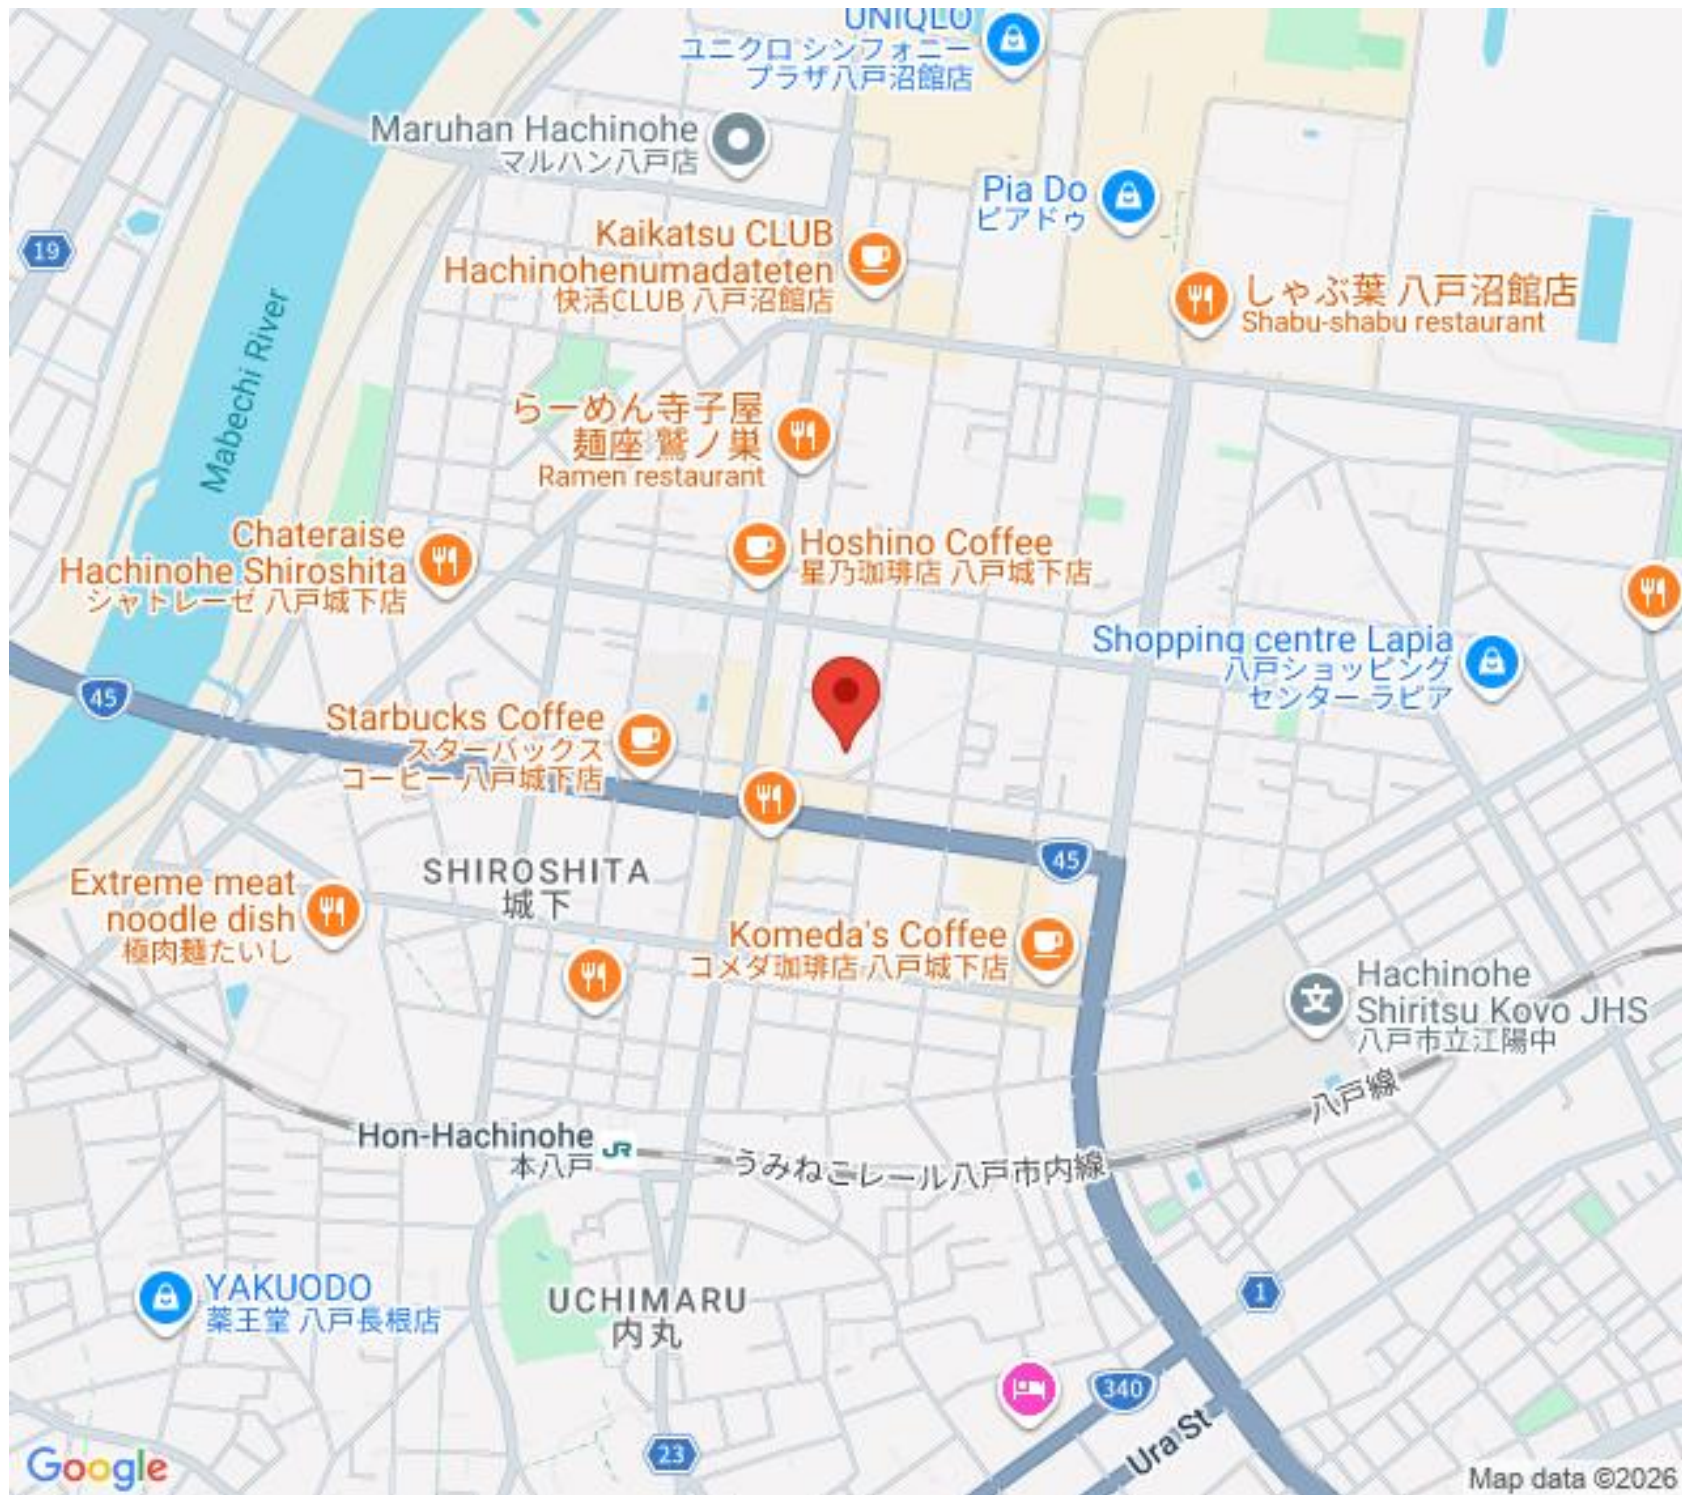 UNIQLO
ユニクロ シンフォニー
プラザ八戸沼館店
Maruhan Hachinohe
マルハン八戸店
Pia Do
ピアドゥ
Kaikatsu CLUB
Hachinohenumadateten
快活CLUB 八戸沼館店
19
しゃぶ葉 八戸沼館店
Shabu-shabu restaurant
Mabechi River
らーめん寺子屋
麺座 鷲ノ巣
Ramen restaurant
Chateraise
Hachinohe Shiroshita
シャトレーゼ 八戸城下店
Hoshino Coffee
星乃珈琲店 八戸城下店
Shopping centre Lapia
八戸ショッピング
センター ラピア
45
Starbucks Coffee
スターバックス
コーヒー 八戸城下店
45
SHIROSHITA
城下
Extreme meat
noodle dish
極肉麺たいし
Komeda's Coffee
コメダ珈琲店 八戸城下店
Hachinohe
Shiritsu Koyo JHS
八戸市立江陽中
八戸線
Hon-Hachinohe
本八戸
JR
うみねこレール八戸市内線
YAKUODO
薬王堂 八戸長根店
UCHIMARU
内丸
1
340
Ura St
23
Google
Map data ©2026